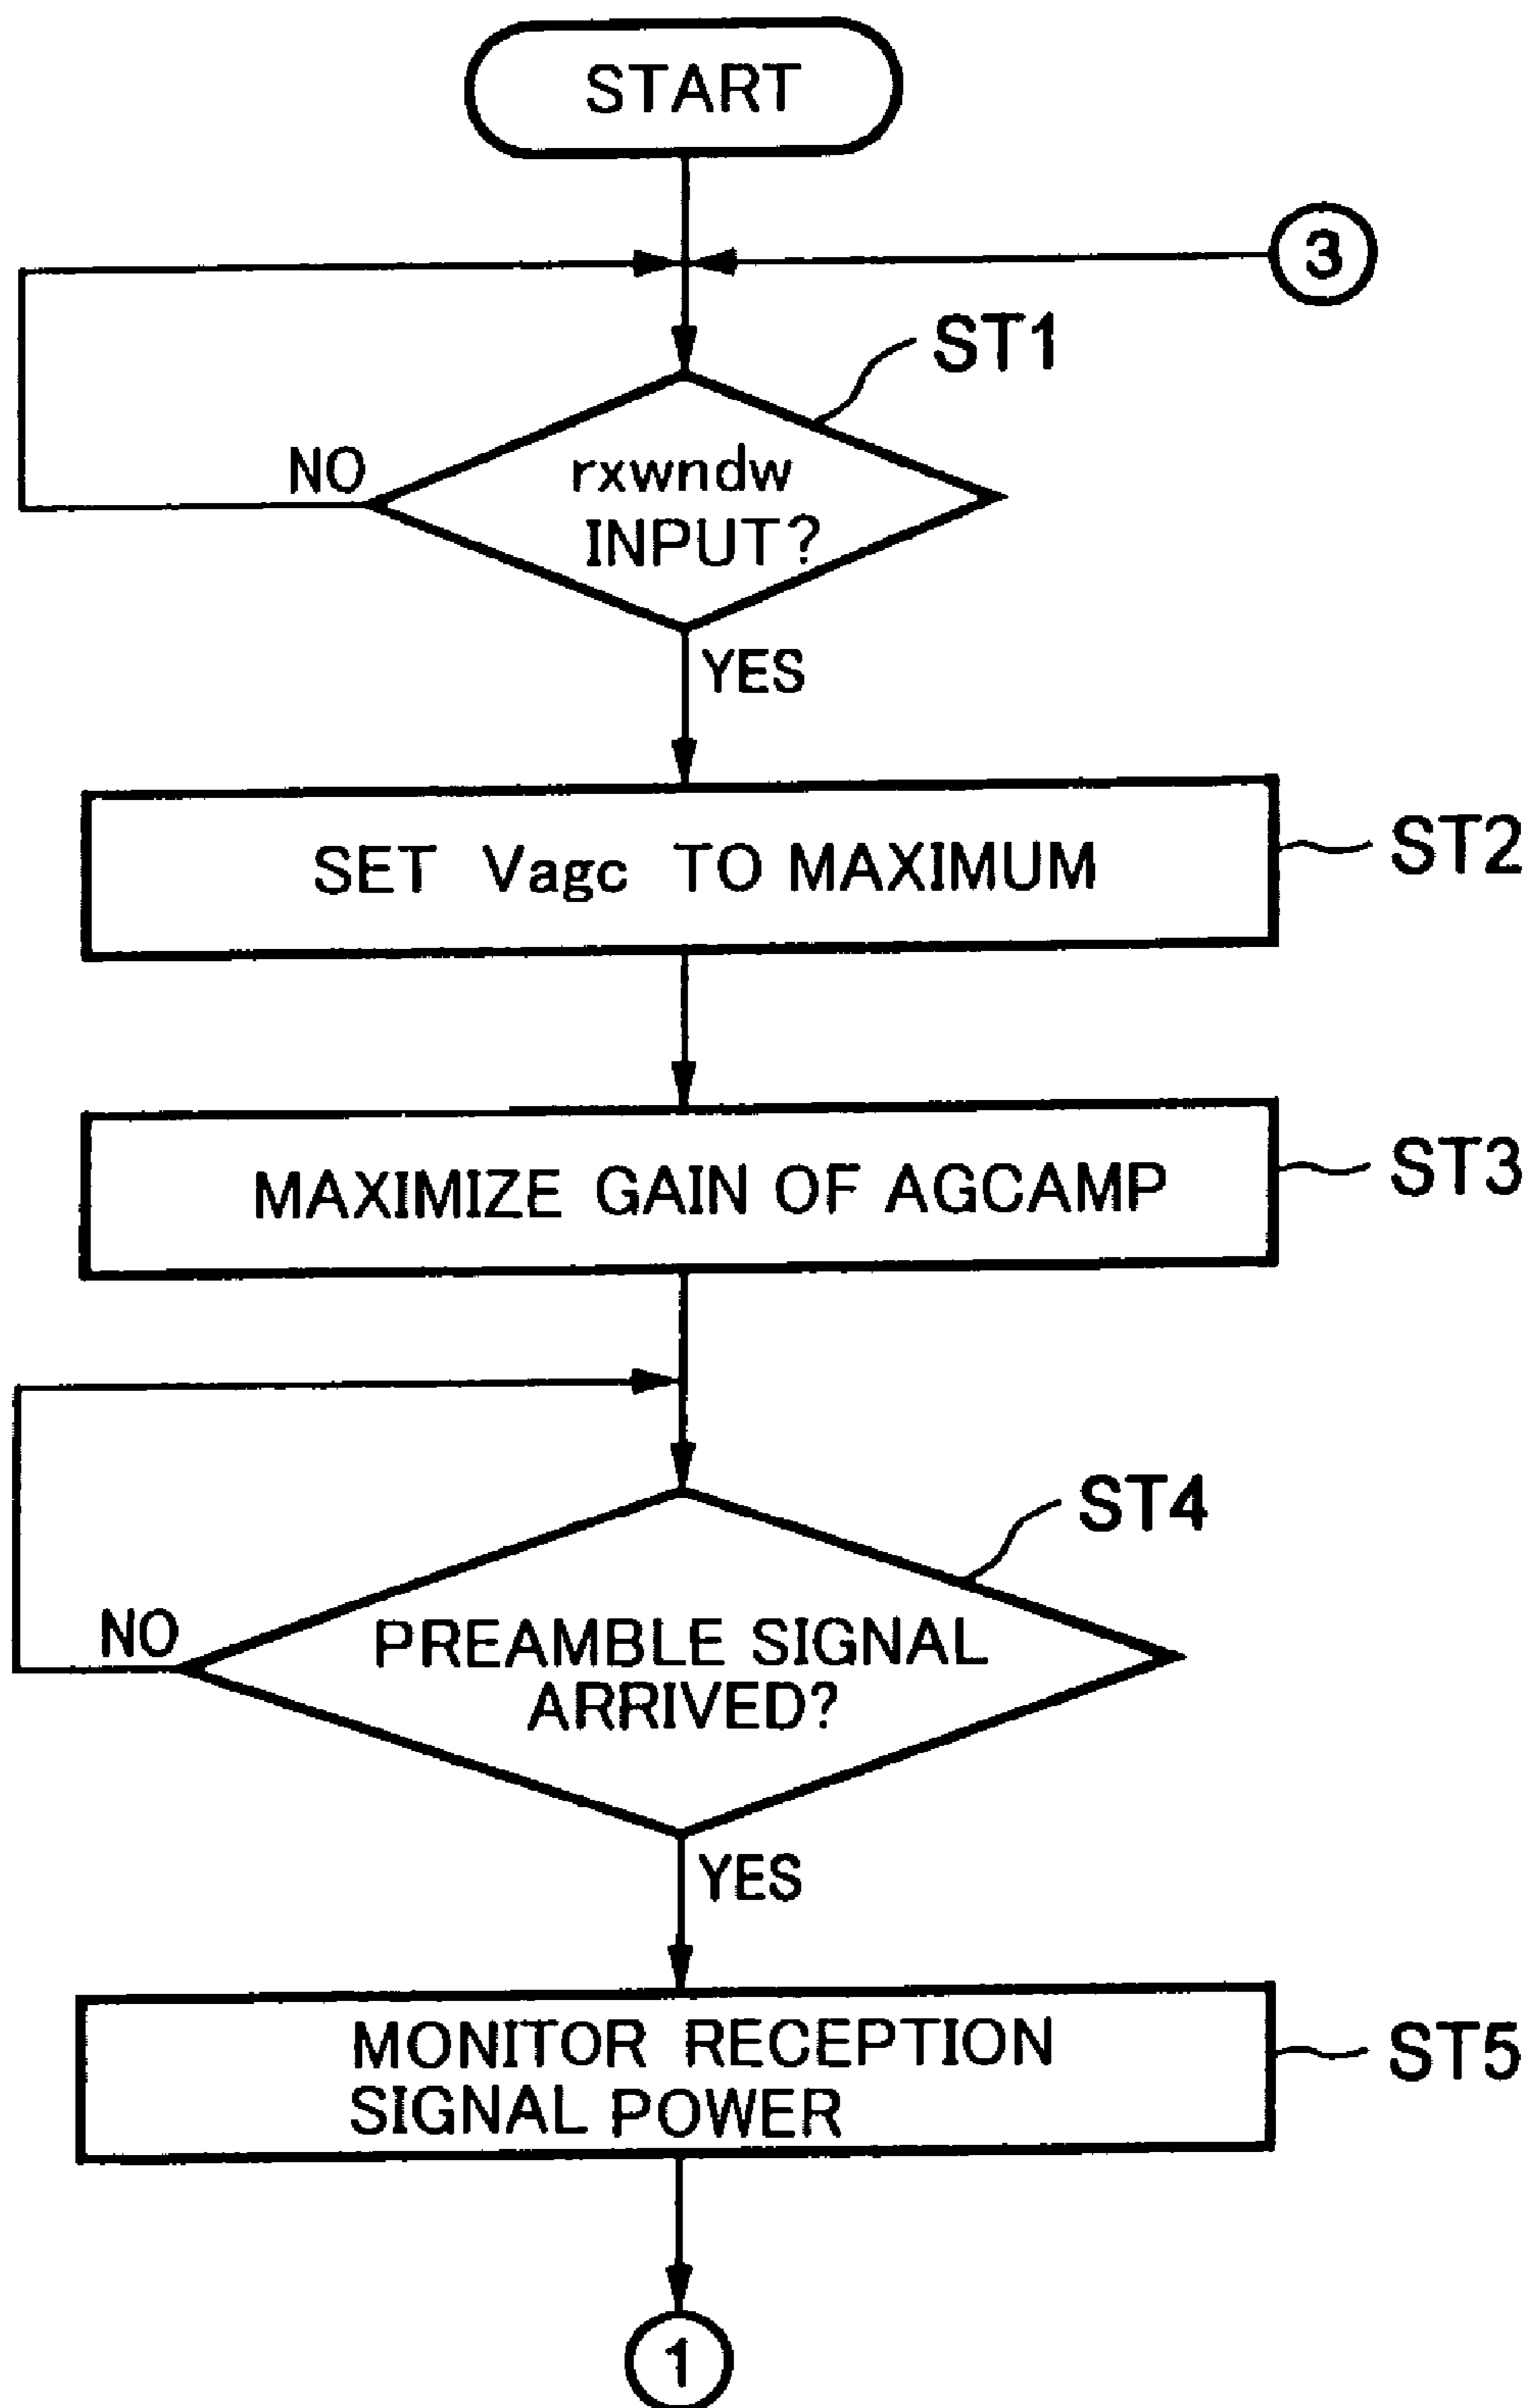 START
3
ST1
NO
rxwndw
INPUT?
YES
SET Vagc TO MAXIMUM
ST2
MAXIMIZE GAIN OF AGCAMP
ST3
ST4
NO
PREAMBLE SIGNAL
ARRIVED?
YES
MONITOR RECEPTION
SIGNAL POWER
ST5
1